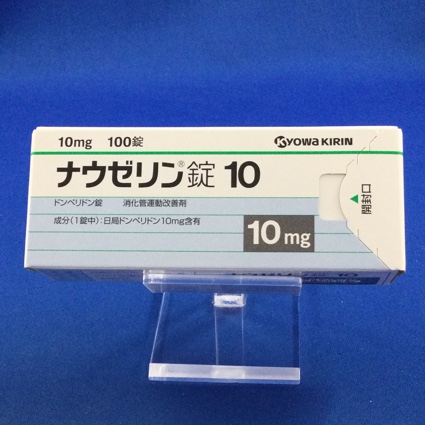 10mg 100錠
KYOWA KIRIN
ナウゼリン®錠 10
ドンペリドン錠 消化管運動改善剤
成分(1錠中):日局ドンペリドン10mg含有
10mg
開封口